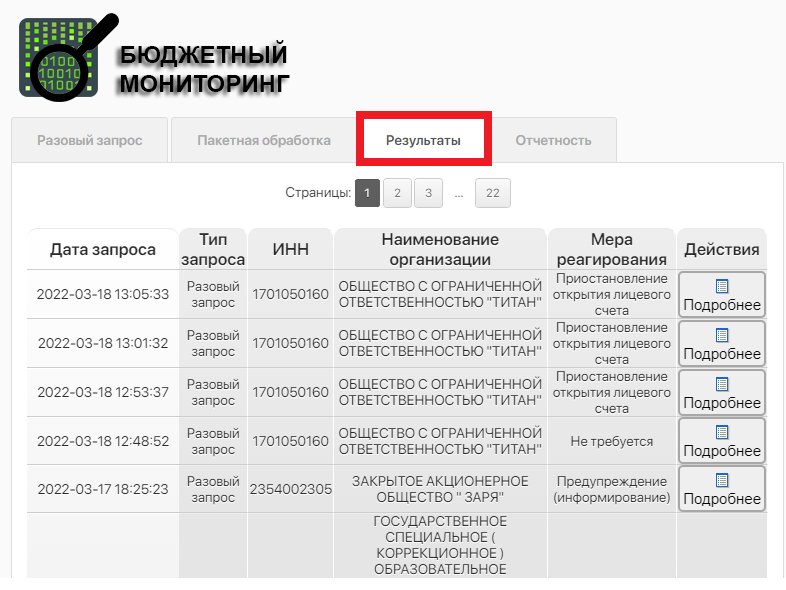 01001
10010
01001
БЮДЖЕТНЫЙ
МОНИТОРИНГ
Разовый запрос Пакетная обработка Результаты Отчетность
Страницы: 1 2 3 ... 22
Дата запроса Тип запроса ИНН Наименование организации Мера реагирования Действия
2022-03-18 13:05:33 Разовый запрос 1701050160 ОБЩЕСТВО С ОГРАНИЧЕННОЙ ОТВЕТСТВЕННОСТЬЮ "ТИТАН" Приостановление открытия лицевого счета Подробнее
2022-03-18 13:01:32 Разовый запрос 1701050160 ОБЩЕСТВО С ОГРАНИЧЕННОЙ ОТВЕТСТВЕННОСТЬЮ "ТИТАН" Приостановление открытия лицевого счета Подробнее
2022-03-18 12:53:37 Разовый запрос 1701050160 ОБЩЕСТВО С ОГРАНИЧЕННОЙ ОТВЕТСТВЕННОСТЬЮ "ТИТАН" Приостановление открытия лицевого счета Подробнее
2022-03-18 12:48:52 Разовый запрос 1701050160 ОБЩЕСТВО С ОГРАНИЧЕННОЙ ОТВЕТСТВЕННОСТЬЮ "ТИТАН" Не требуется Подробнее
2022-03-17 18:25:23 Разовый запрос 2354002305 ЗАКРЫТОЕ АКЦИОНЕРНОЕ ОБЩЕСТВО " ЗАРЯ" Предупреждение (информирование) Подробнее
ГОСУДАРСТВЕННОЕ
СПЕЦИАЛЬНОЕ (
КОРРЕКЦИОННОЕ )
ОБРАЗОВАТЕЛЬНОЕ